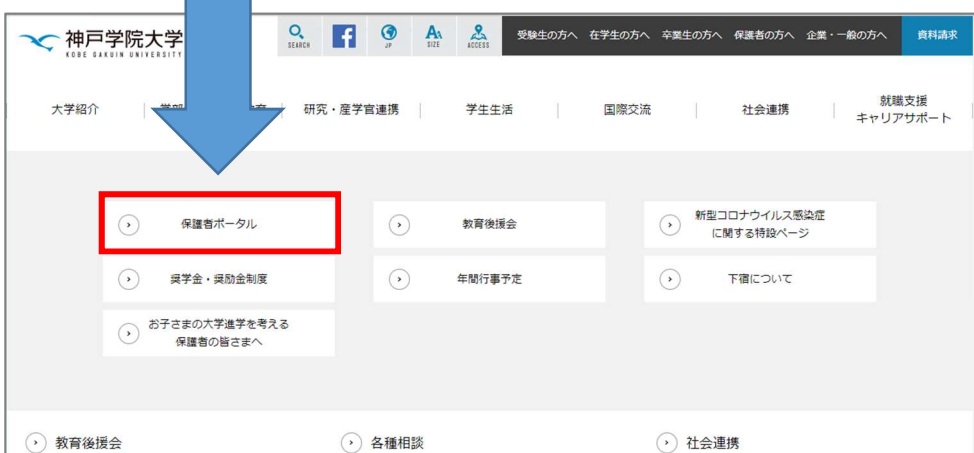 神戸学院大学
KOBE GAKUIN UNIVERSITY
SEARCH
JP
SIZE
ACCESS
受験生の方へ 在学生の方へ 卒業生の方へ 保護者の方へ 企業・一般の方へ 資料請求
大学紹介 研究・産学官連携 学生生活 国際交流 社会連携 就職支援
キャリアサポート
保護者ポータル
教育後援会
新型コロナウイルス感染症
に関する特設ページ
奨学金・奨励金制度
年間行事予定
下宿について
お子さまの大学進学を考える
保護者の皆さまへ
教育後援会
各種相談
社会連携